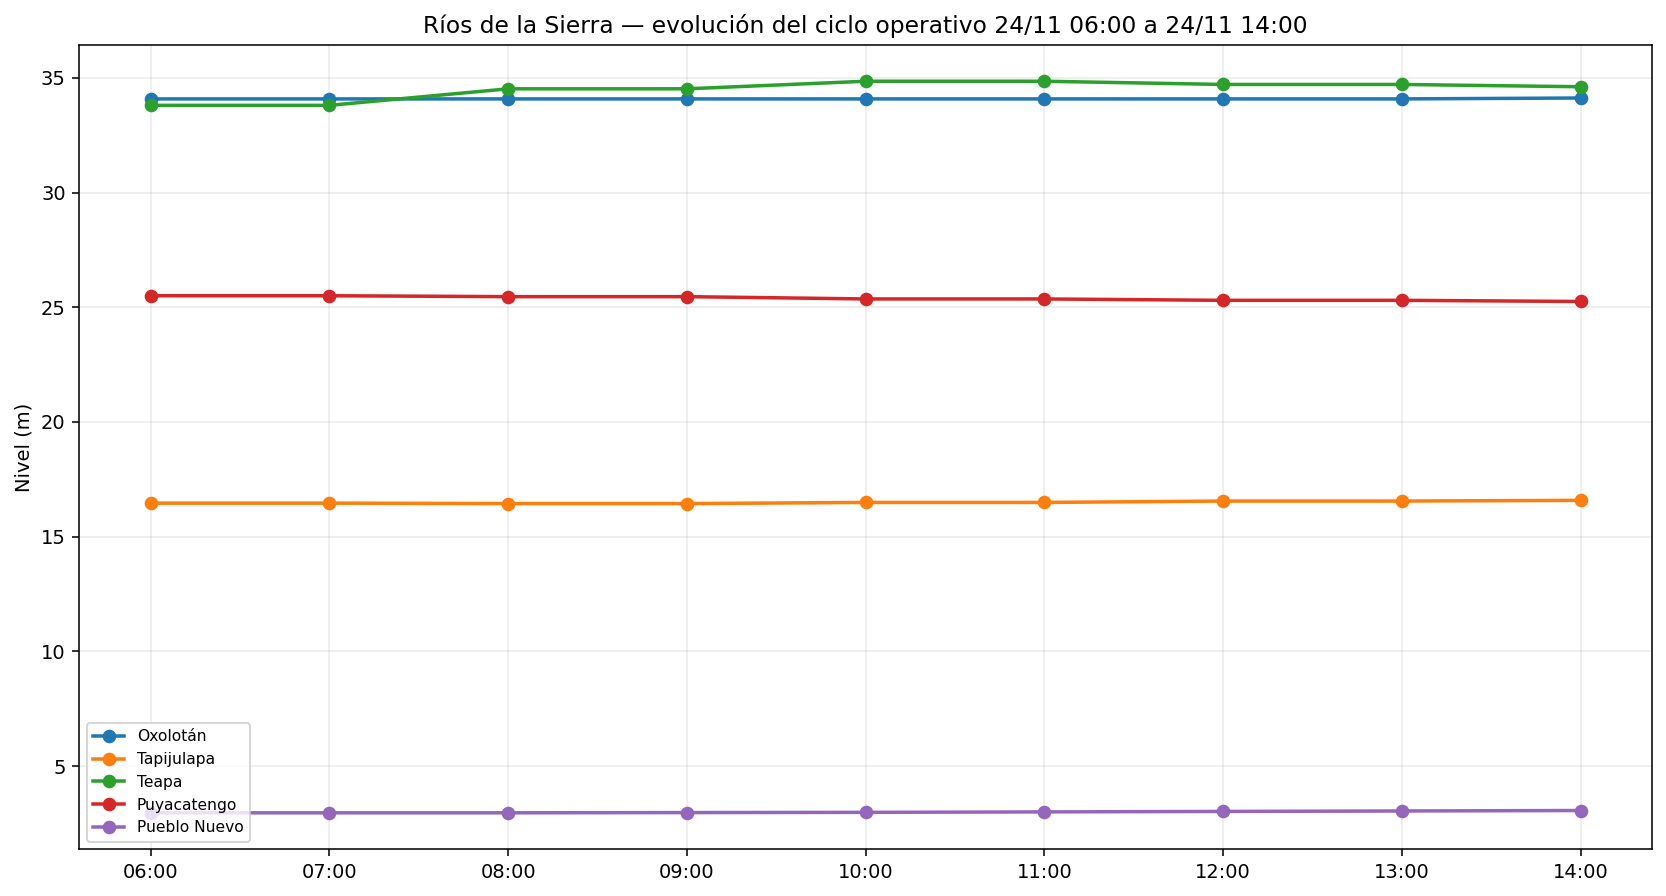 Ríos de la Sierra — evolución del ciclo operativo 24/11 06:00 a 24/11 14:00
Nivel (m)
35
30
25
20
15
10
5
Oxolotán
Tapijulapa
Teapa
Puyacatengo
Pueblo Nuevo
06:00 07:00 08:00 09:00 10:00 11:00 12:00 13:00 14:00